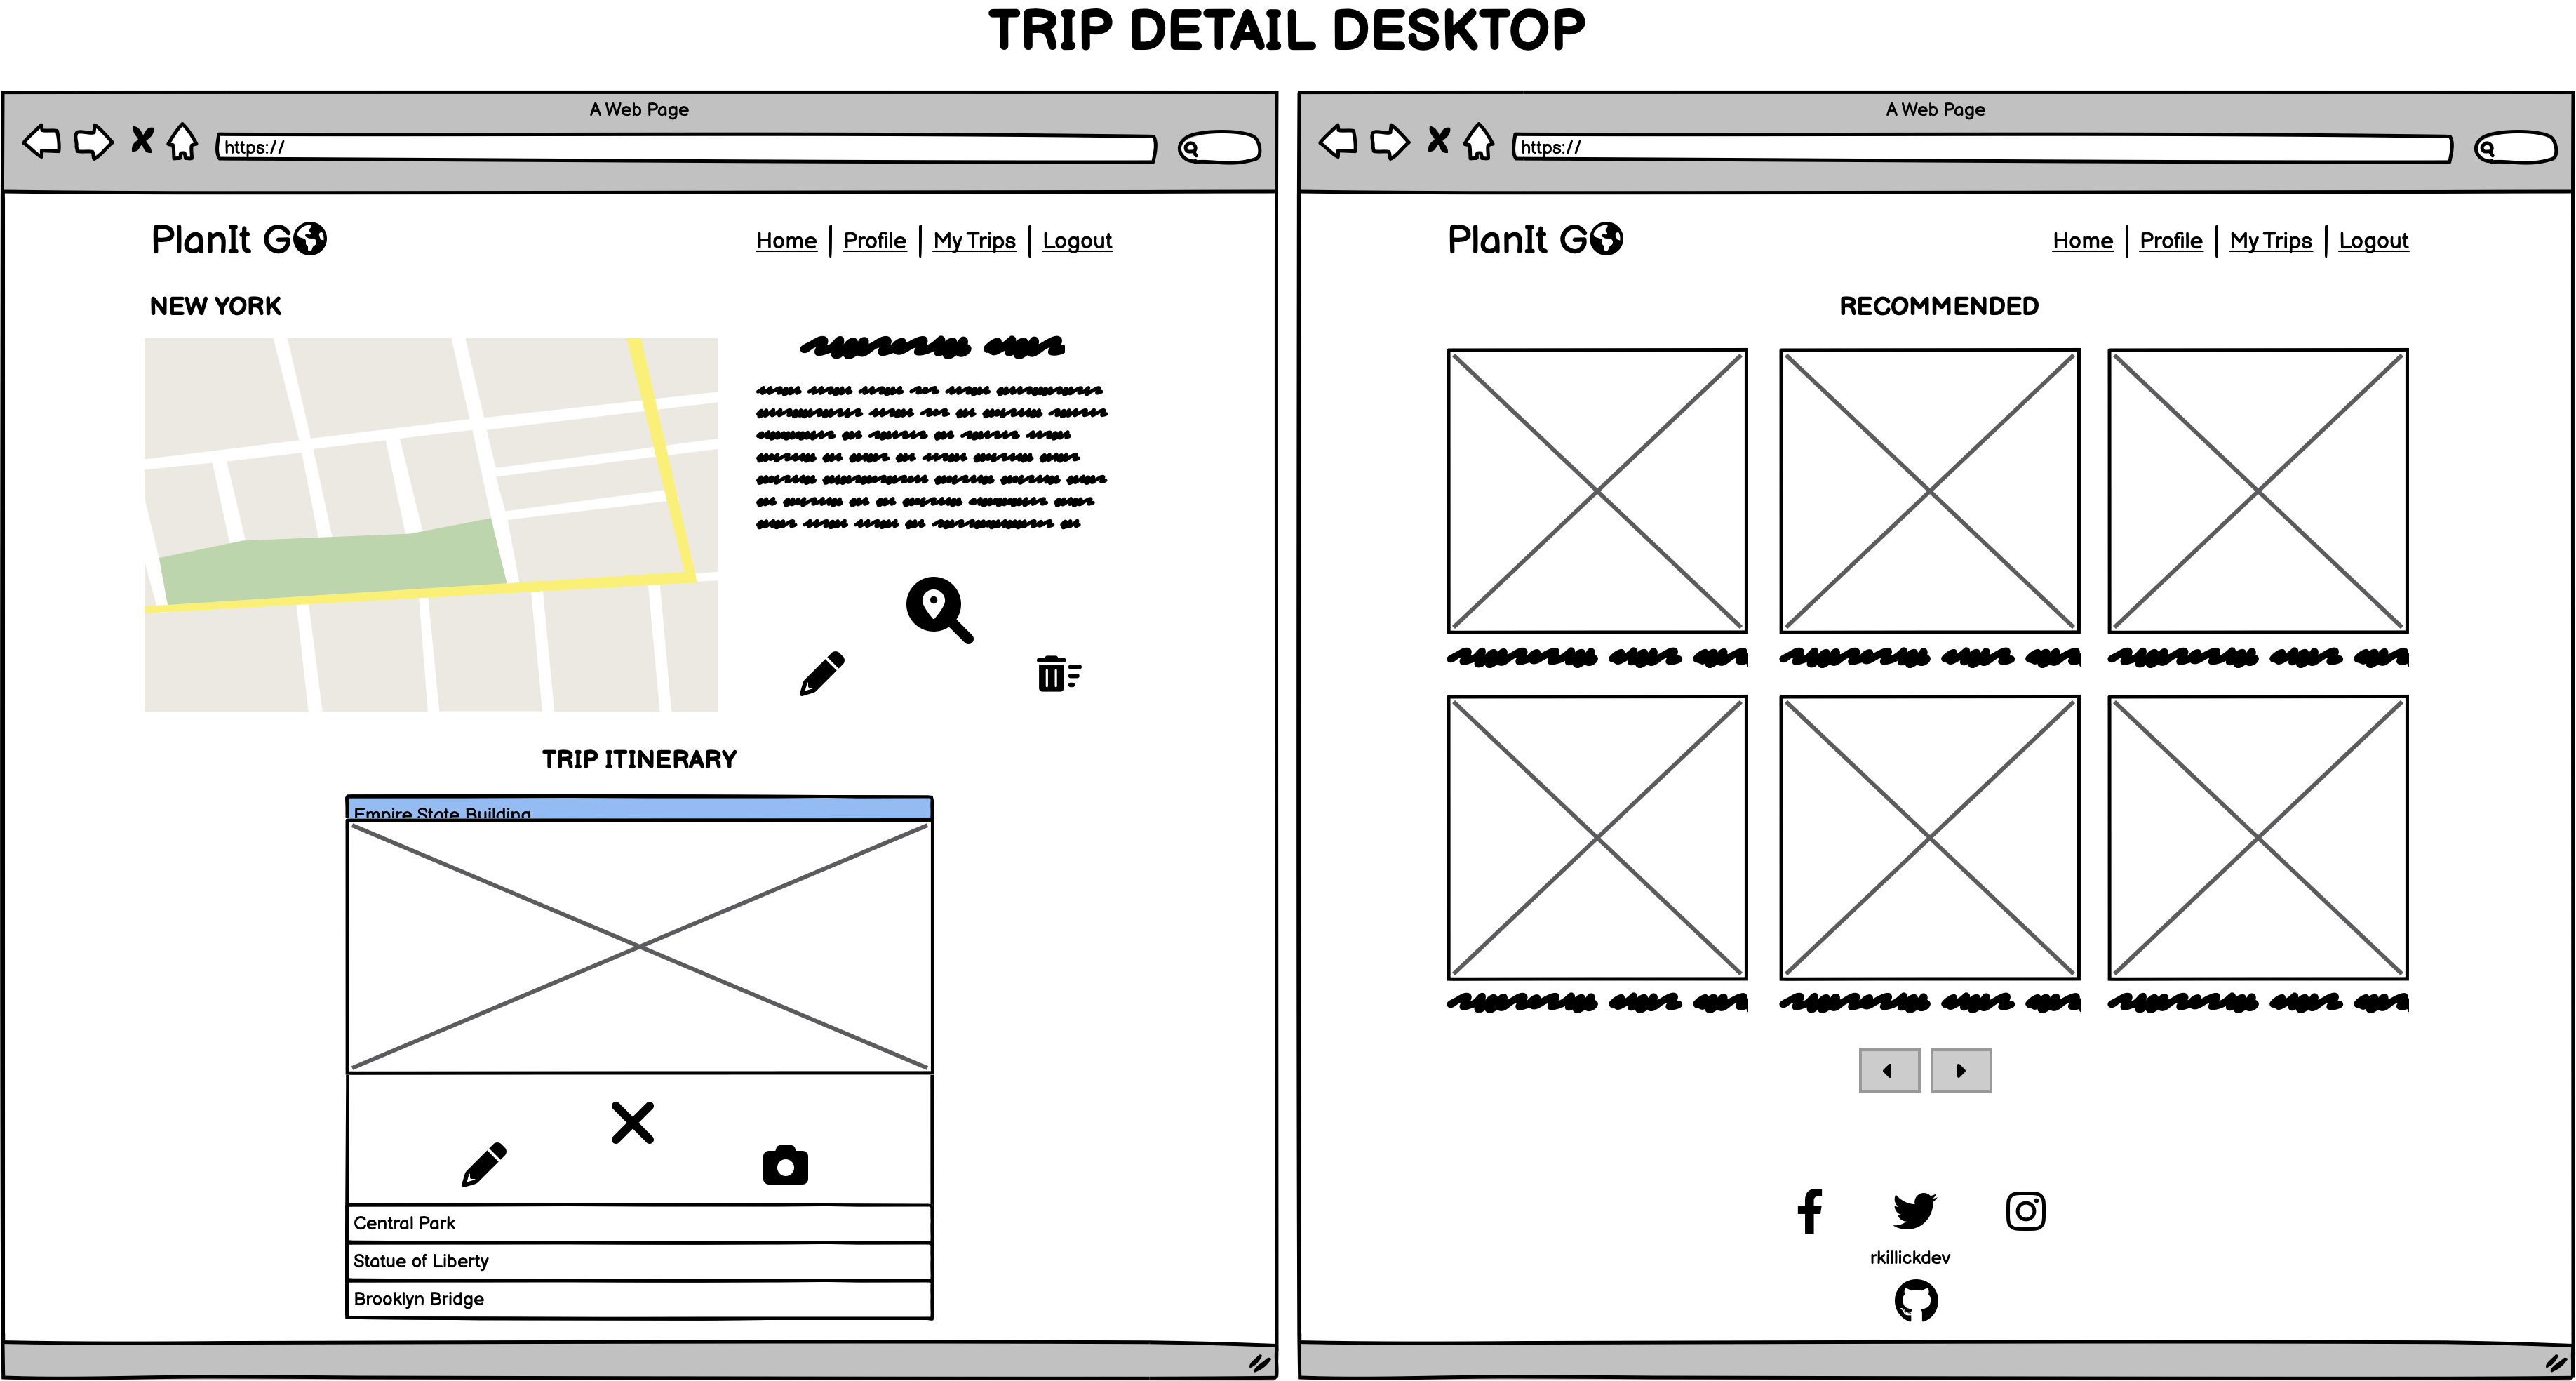 TRIP DETAIL DESKTOP
A Web Page
https://
PlanIt G
Home | Profile | My Trips | Logout
NEW YORK
TRIP ITINERARY
Empire State Building
Central Park
Statue of Liberty
Brooklyn Bridge
A Web Page
https://
PlanIt G
Home | Profile | My Trips | Logout
RECOMMENDED
rkillickdev